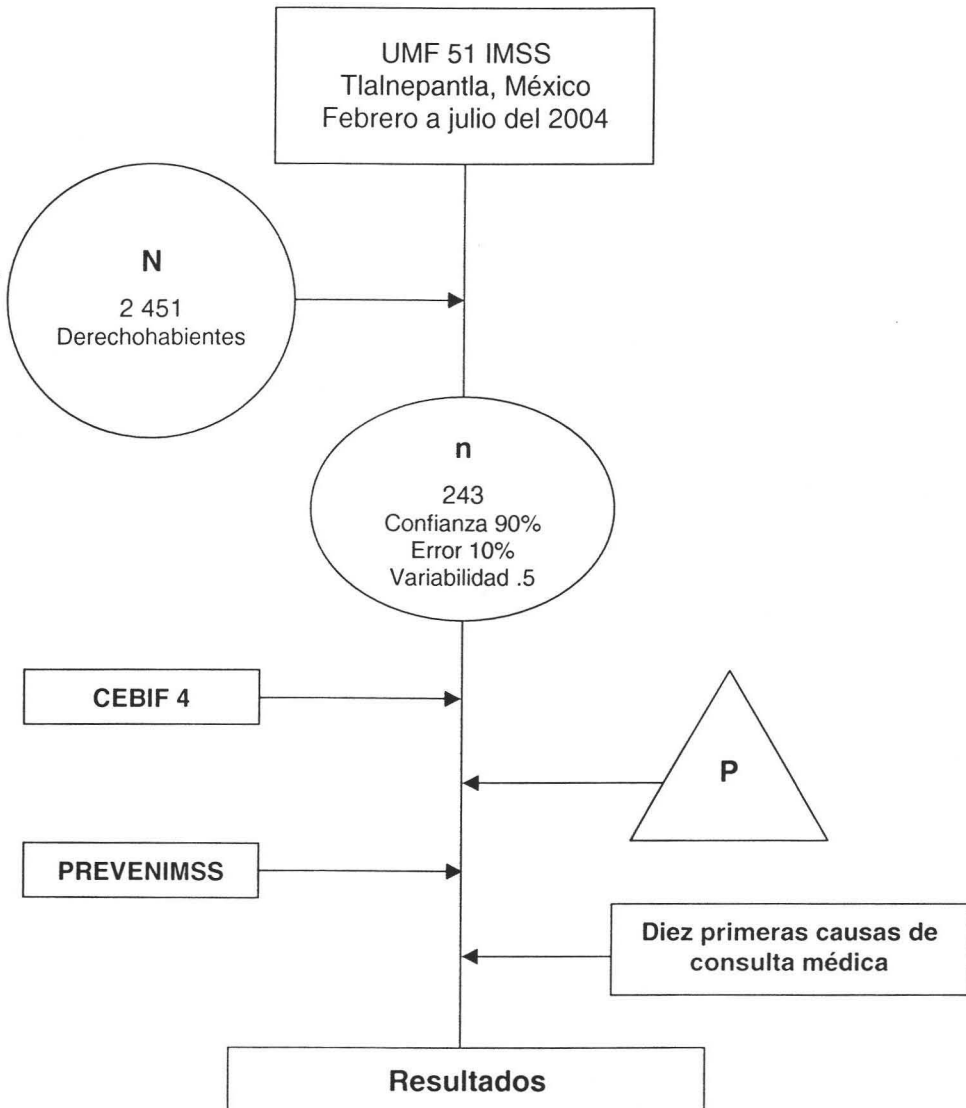 UMF 51 IMSS
Tlalnepantla, México
Febrero a julio del 2004
N
2 451
Derechohabientes
n
243
Confianza 90%
Error 10%
Variabilidad .5
CEBIF 4
P
PREVENIMSS
Diez primeras causas de
consulta médica
Resultados